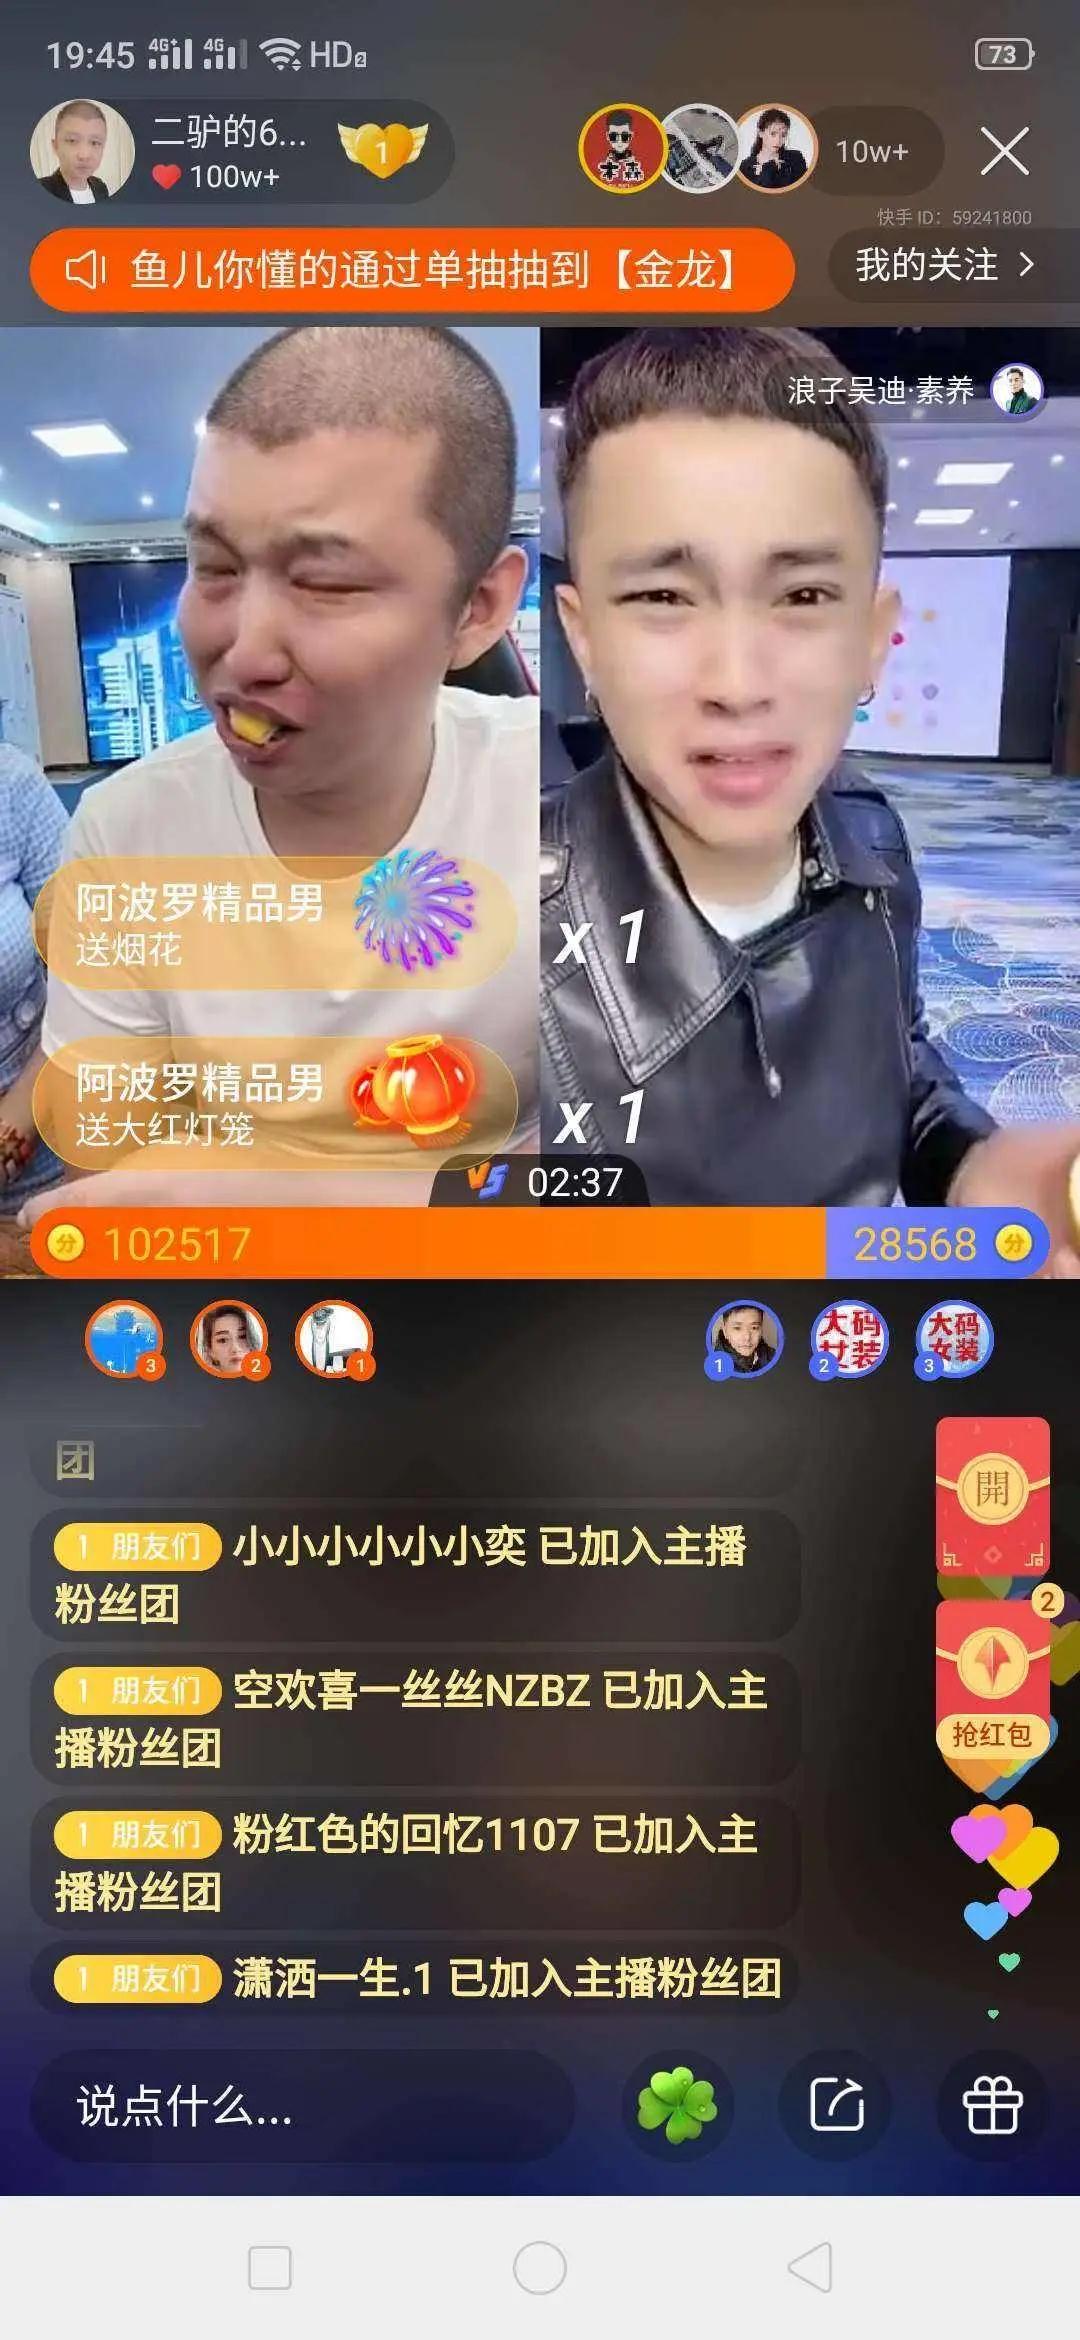 19:45 4G+ 4G HD2 73
二驴的6...
100w+
1
本森
10w+
快手 ID: 59241800
鱼儿你懂的通过单抽抽到【金龙】
我的关注
浪子吴迪·素养
阿波罗精品男
送烟花
x 1
阿波罗精品男
送大红灯笼
x 1
VS 02:37
分 102517
28568 分
3 2 1
1 2 3
大码
女装
大码
女装
团
開
1 朋友们 小小小小小小奕 已加入主播
粉丝团
2
抢红包
1 朋友们 空欢喜一丝丝NZBZ 已加入主
播粉丝团
1 朋友们 粉红色的回忆1107 已加入主
播粉丝团
1 朋友们 潇洒一生.1 已加入主播粉丝团
说点什么...